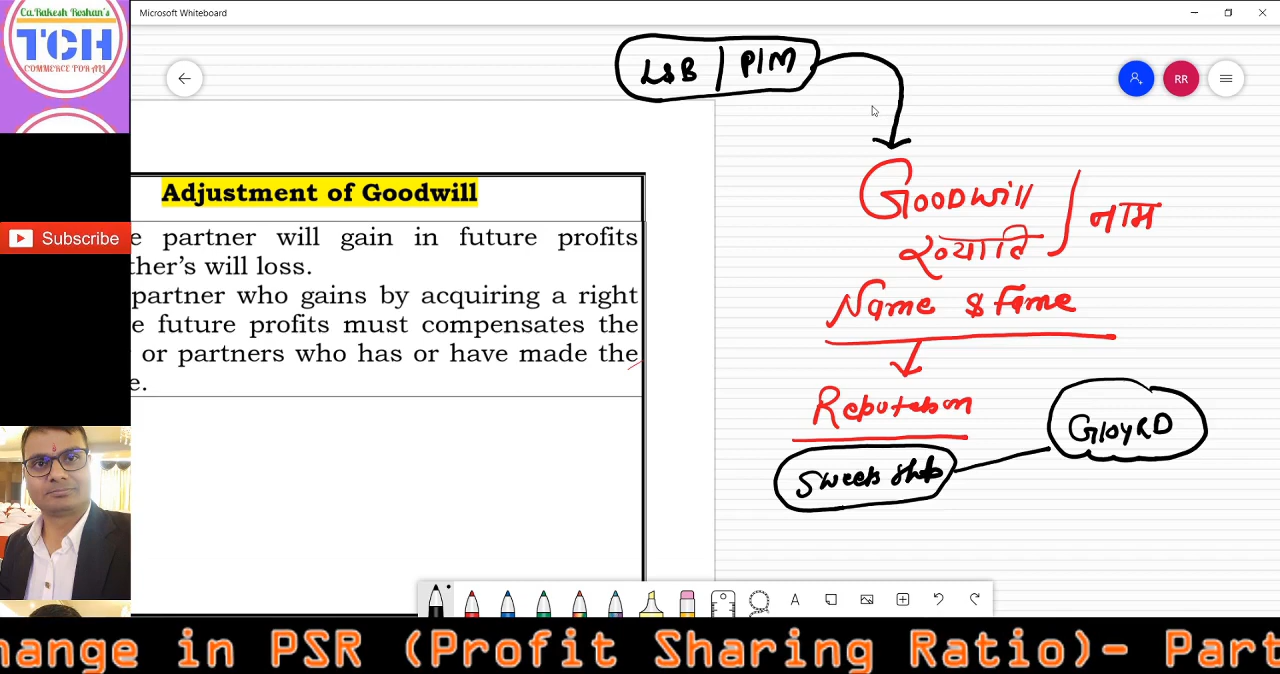 Ca.Rakesh Roshan's
TCH
COMMERCE FOR ALL
Microsoft Whiteboard
RR
Subscribe
Adjustment of Goodwill
e partner will gain in future profits
ther's will loss.
partner who gains by acquiring a right
e future profits must compensates the
or partners who has or have made the
e.
P/M
Goodwill
ख्याति
नाम
Name & Fame
Reputation
Sweets Shop
hange in PSR (Profit Sharing Ratio)- Part